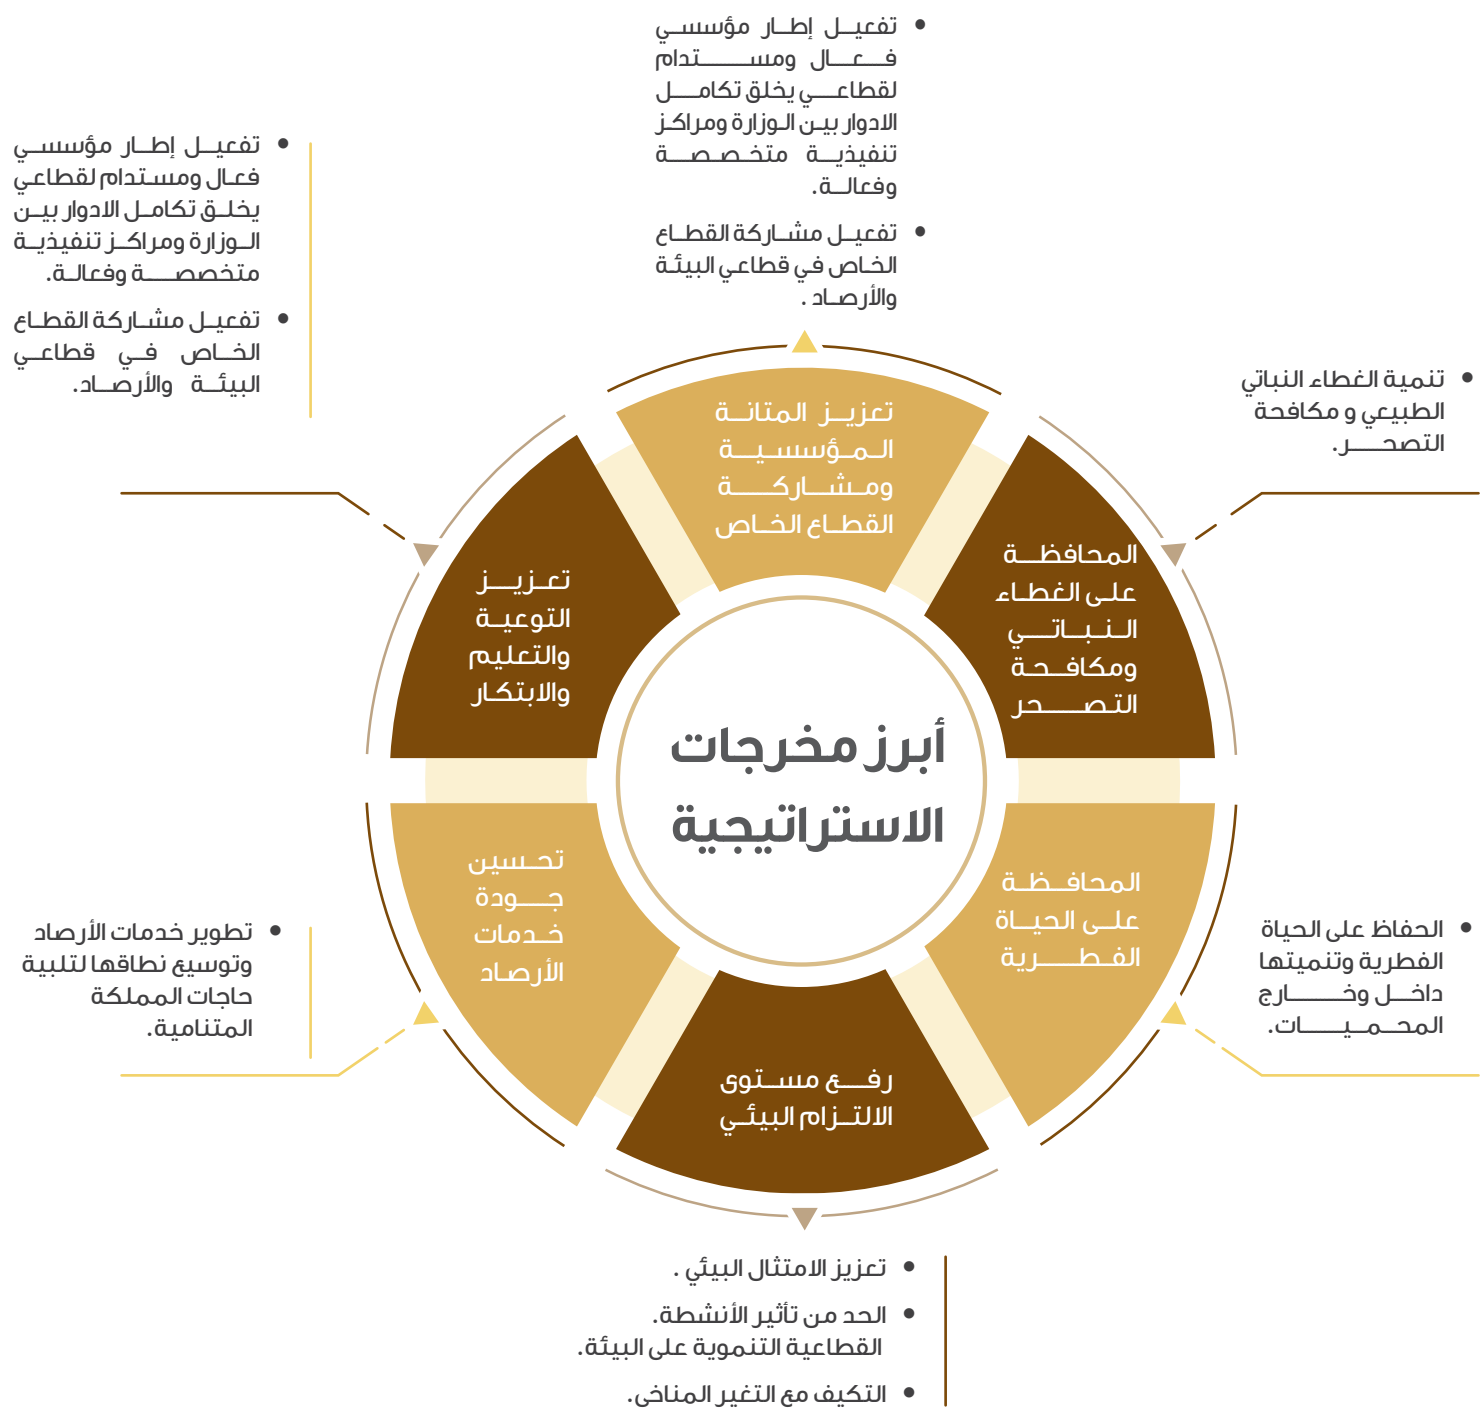 تفعيل إطار مؤسسي
فعال ومستدام
لقطاعي يخلق تكامل
الادوار بين الوزارة ومراكز
تنفيذية متخصصة
وفعالة.
تفعيل مشاركة القطاع
الخاص في قطاعي البيئة
والأرصاد .
تنمية الغطاء النباتي
الطبيعي و مكافحة
التصحر.
تفعيل إطار مؤسسي
فعال ومستدام لقطاعي
يخلق تكامل الادوار بين
الوزارة ومراكز تنفيذية
متخصصة وفعالة.
تفعيل مشاركة القطاع
الخاص في قطاعي
البيئة والأرصاد.
تعزيز المتانة
المؤسسية
ومشاركة
القطاع الخاص
المحافظة
على الغطاء
النباتي
ومكافحة
التصحر
تعزيز
التوعية
والتعليم
والابتكار
أبرز مخرجات
الاستراتيجية
المحافظة
على الحياة
الفطرية
تحسين
جودة
خدمات
الأرصاد
رفع مستوى
الالتزام البيئي
الحفاظ على الحياة
الفطرية وتنميتها
داخل وخارج
المحميات.
تطوير خدمات الأرصاد
وتوسيع نطاقها لتلبية
حاجات المملكة
المتنامية.
تعزيز الامتثال البيئي .
الحد من تأثير الأنشطة.
القطاعية التنموية على البيئة.
التكيف مع التغير المناخي.